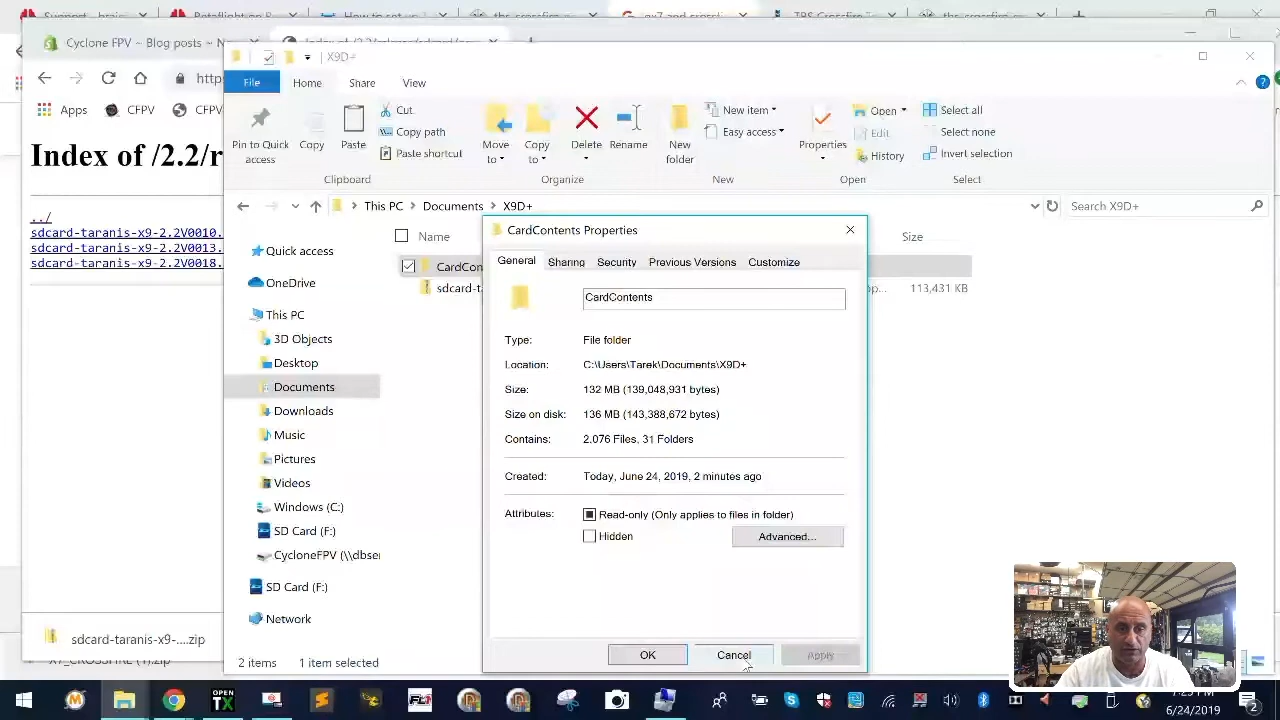 Cyclone FPV ~ Blog posts ~ N
X9D+
File
Home
Share
View
http
Apps
CFPV
CFPV
Pin to Quick
access
Copy
Paste
Cut
Copy path
Paste shortcut
Clipboard
Move
to
Copy
to
Delete
Rename
Organize
New
folder
New item
Easy access
New
Properties
Open
Edit
History
Open
Select all
Select none
Invert selection
Select
Index of /2.2/r
../
sdcard-taranis-x9-2.2V0010.
sdcard-taranis-x9-2.2V0013.
sdcard-taranis-x9-2.2V0018.
This PC > Documents > X9D+
Search X9D+
Name
Size
CardCon
sdcard-ta
op...
113,431 KB
Quick access
OneDrive
This PC
3D Objects
Desktop
Documents
Downloads
Music
Pictures
Videos
Windows (C:)
SD Card (F:)
CycloneFPV (\\dbser
SD Card (F:)
Network
2 items
1 item selected
CardContents Properties
General
Sharing
Security
Previous Versions
Customize
CardContents
Type: File folder
Location: C:\Users\Tarek\Documents\X9D+
Size: 132 MB (139,048,931 bytes)
Size on disk: 136 MB (143,388,672 bytes)
Contains: 2,076 Files, 31 Folders
Created: Today, June 24, 2019, 2 minutes ago
Attributes: Read-only (Only applies to files in folder)
Hidden
Advanced...
OK
Cancel
Apply
sdcard-taranis-x9-....zip
OPEN
TX
6/24/2019
2